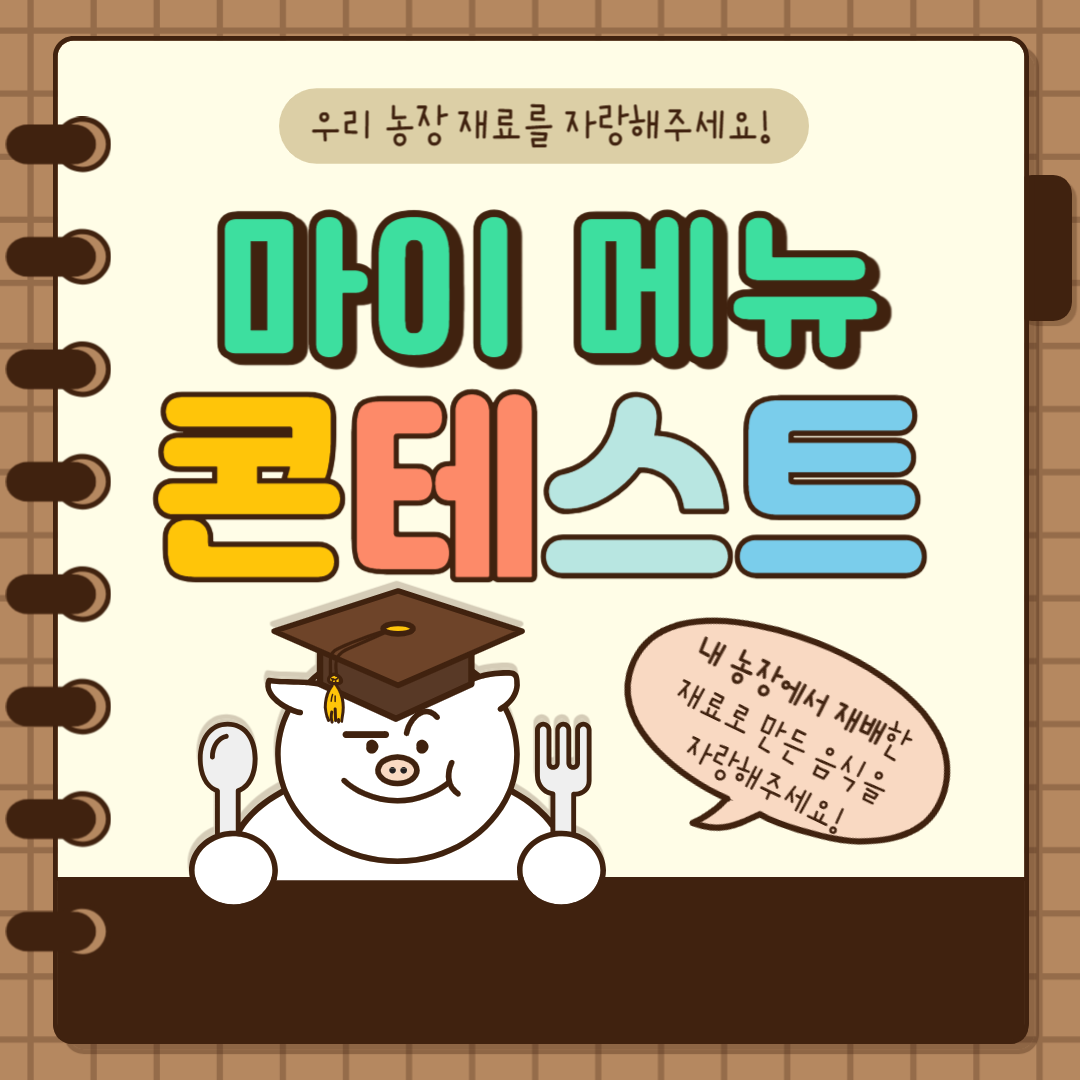 우리 농장 재료를 자랑해주세요!
마이 메뉴
콘테스트
내 농장에서 재배한
재료로 만든 음식을
자랑해주세요!